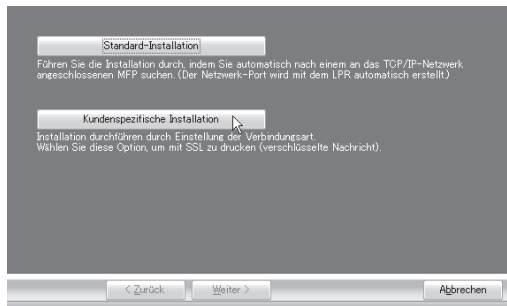 Standard-Installation
Führen Sie die Installation durch, indem Sie automatisch nach einem an das TCP/IP-Netzwerk
angeschlossenen MFP suchen. (Der Netzwerk-Port wird mit dem LPR automatisch erstellt.)
Kundenspezifische Installation
Installation durchführen durch Einstellung der Verbindungsart.
Wählen Sie diese Option, um mit SSL zu drucken (verschlüsselte Nachricht).
< Zurück
Weiter >
Abbrechen